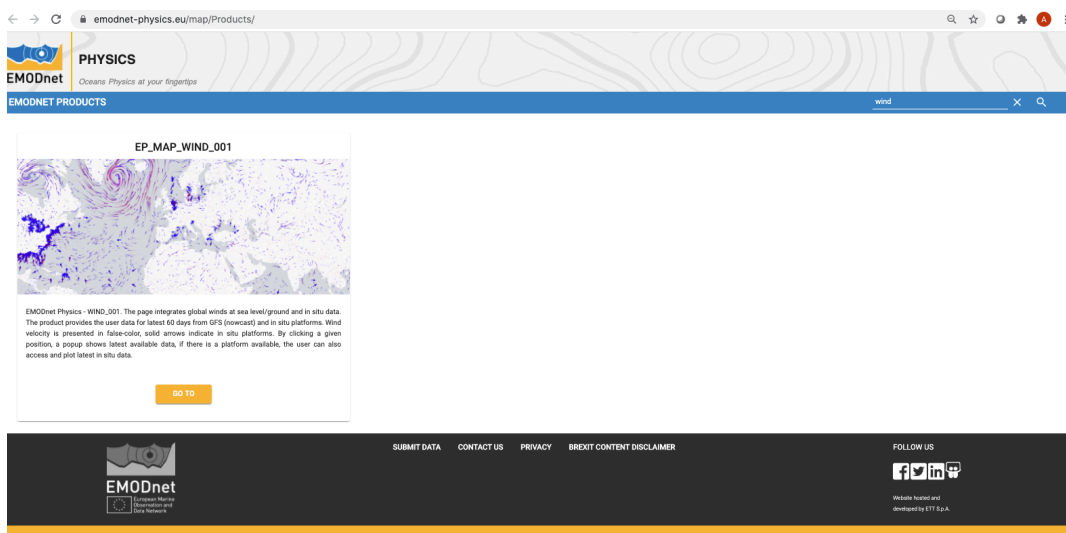 emodnet-physics.eu/map/Products/
A
EMODnet
PHYSICS
Oceans Physics at your fingertips
EMODNET PRODUCTS
wind
EP_MAP_WIND_001
EMODnet Physics - WIND_001. The page integrates global winds at sea level/ground and in situ data.
The product provides the user data for latest 60 days from GFS (nowcast) and in situ platforms. Wind
velocity is presented in false-color, solid arrows indicate in situ platforms. By clicking a given
position, a popup shows latest available data, if there is a platform available, the user can also
access and plot latest in situ data.
GO TO
EMODnet
European Marine
Observation and
Data Network
SUBMIT DATA CONTACT US PRIVACY BREXIT CONTENT DISCLAIMER
FOLLOW US
Website hosted and
developed by ETT S.p.A.